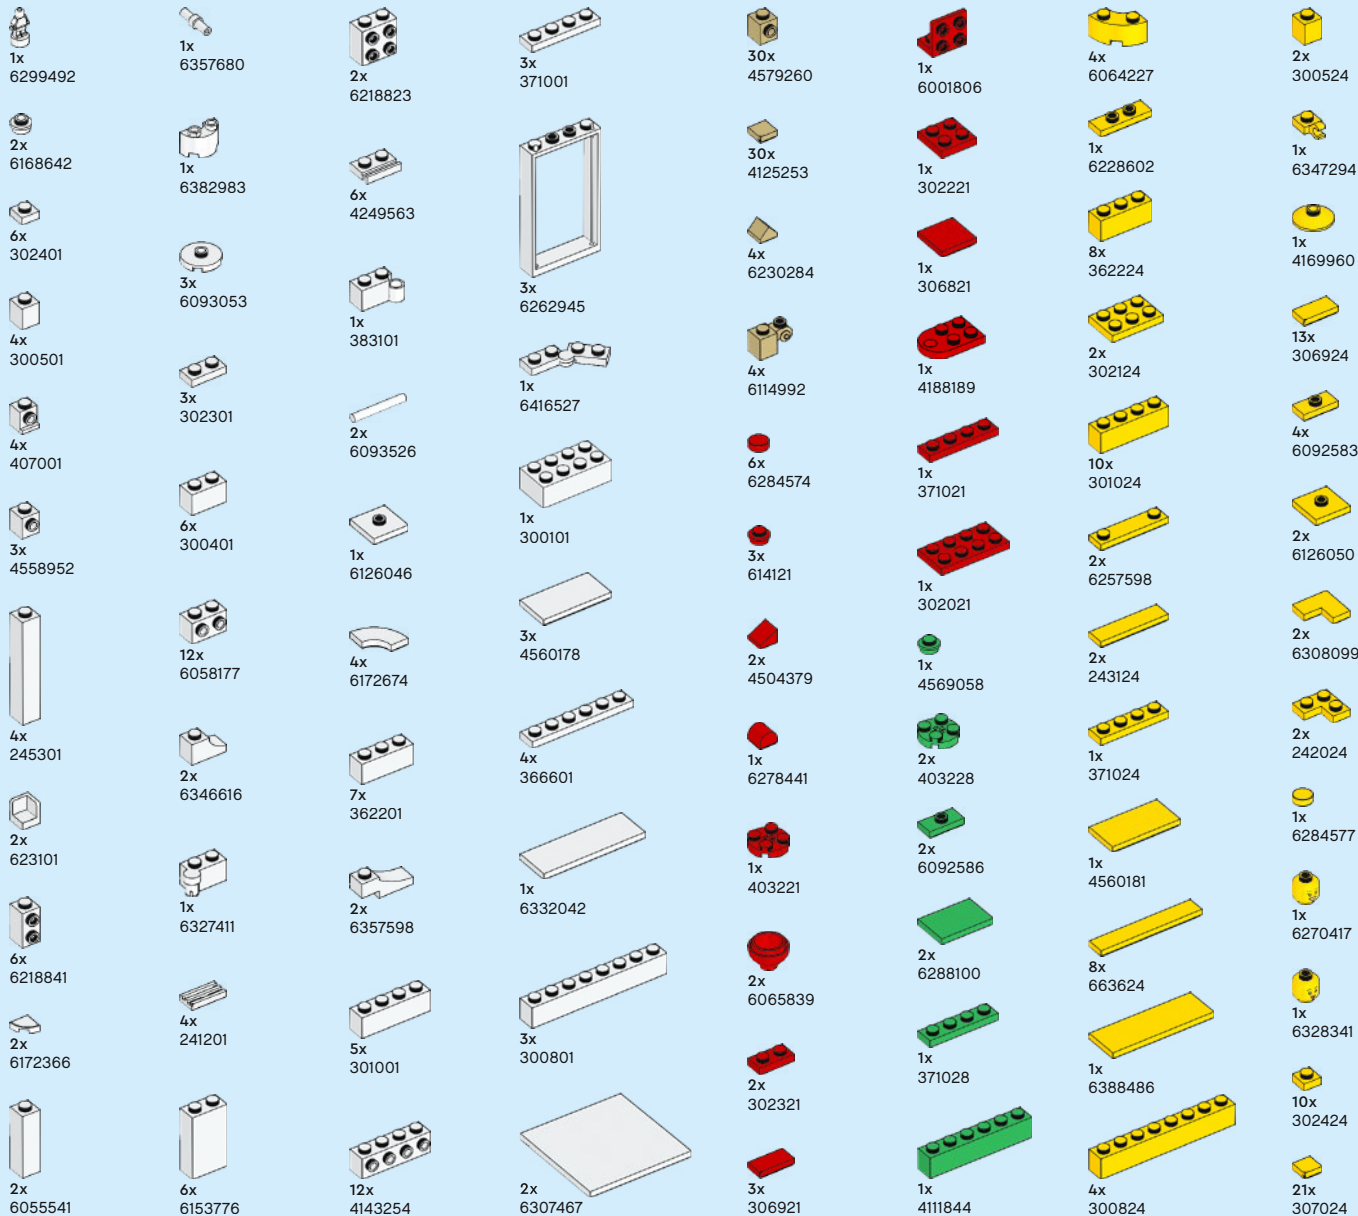 1x
6299492
2x
6168642
6x
302401
4x
300501
4x
407001
3x
4558952
4x
245301
2x
623101
6x
6218841
2x
6172366
2x
6055541
1x
6357680
1x
6382983
3x
6093053
3x
302301
6x
300401
12x
6058177
2x
6346616
1x
6327411
4x
241201
6x
6153776
2x
6218823
6x
4249563
1x
383101
2x
6093526
1x
6126046
4x
6172674
7x
362201
2x
6357598
5x
301001
12x
4143254
3x
371001
3x
6262945
1x
6416527
1x
300101
3x
4560178
4x
366601
1x
6332042
3x
300801
2x
6307467
30x
4579260
30x
4125253
4x
6230284
4x
6114992
6x
6284574
3x
614121
2x
4504379
1x
6278441
1x
403221
2x
6065839
2x
302321
3x
306921
1x
6001806
1x
302221
1x
306821
1x
4188189
1x
371021
1x
302021
1x
4569058
2x
403228
2x
6092586
2x
6288100
1x
371028
1x
4111844
4x
6064227
1x
6228602
8x
362224
2x
302124
10x
301024
2x
6257598
2x
243124
1x
371024
1x
4560181
8x
663624
1x
6388486
4x
300824
2x
300524
1x
6347294
1x
4169960
13x
306924
4x
6092583
2x
6126050
2x
6308099
2x
242024
1x
6284577
1x
6270417
1x
6328341
10x
302424
21x
307024